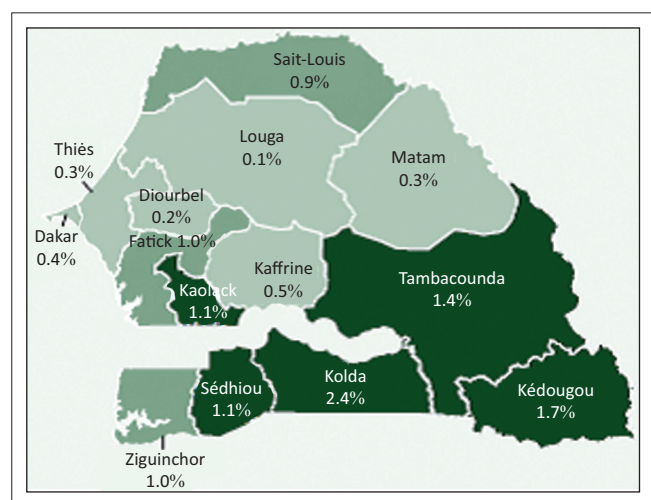 Sait-Louis
0.9%
Louga
0.1%
Matam
0.3%
Thiès
0.3%
Diourbel
0.2%
Dakar
0.4%
Fatick 1.0%
Kaolack
1.1%
Kaffrine
0.5%
Tambacounda
1.4%
Sédhiou
1.1%
Kolda
2.4%
Kédougou
1.7%
Ziguinchor
1.0%